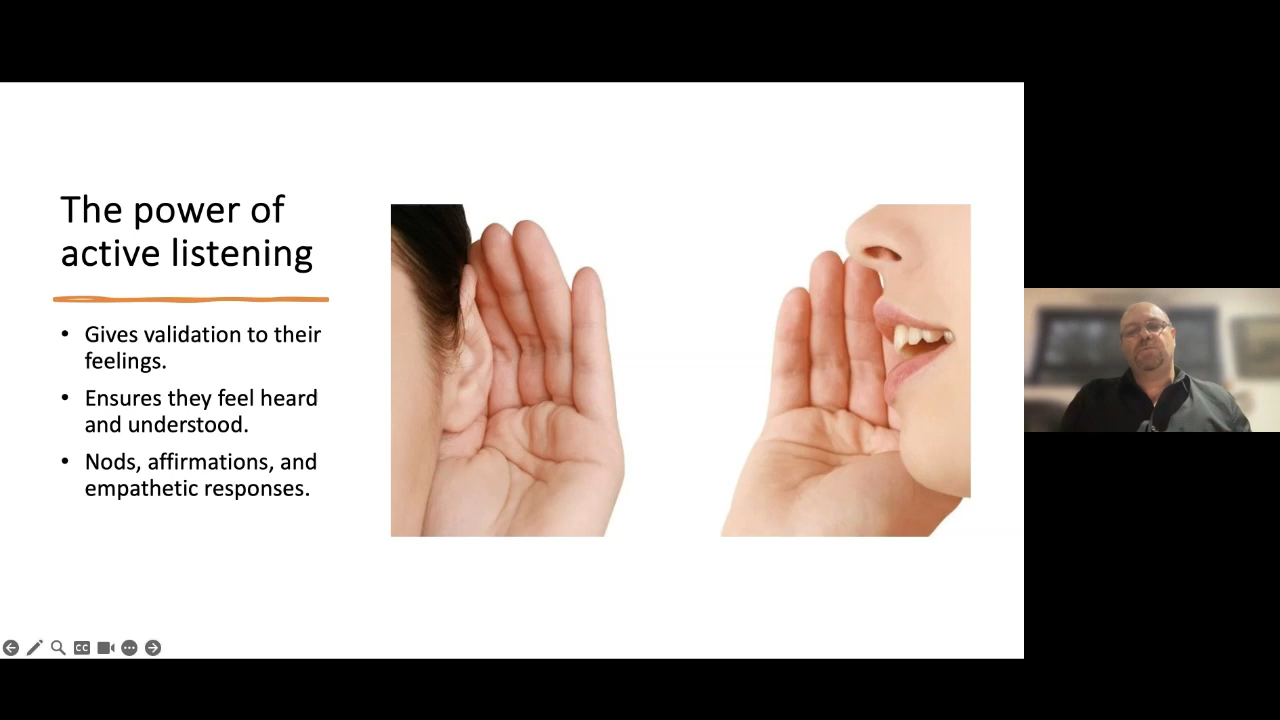 The power of
active listening
• Gives validation to their
feelings.
• Ensures they feel heard
and understood.
• Nods, affirmations, and
empathetic responses.
CC